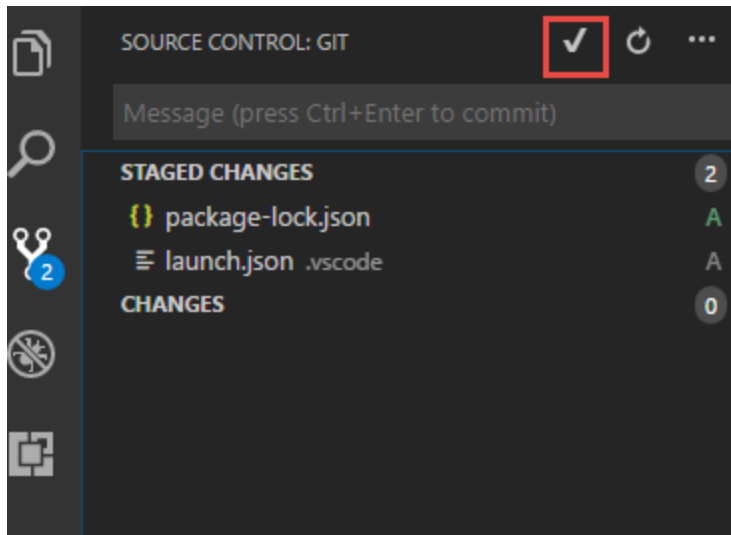 SOURCE CONTROL: GIT ✓ ...
Message (press Ctrl+Enter to commit)
STAGED CHANGES 2
{} package-lock.json A
launch.json .vscode A
2
CHANGES 0